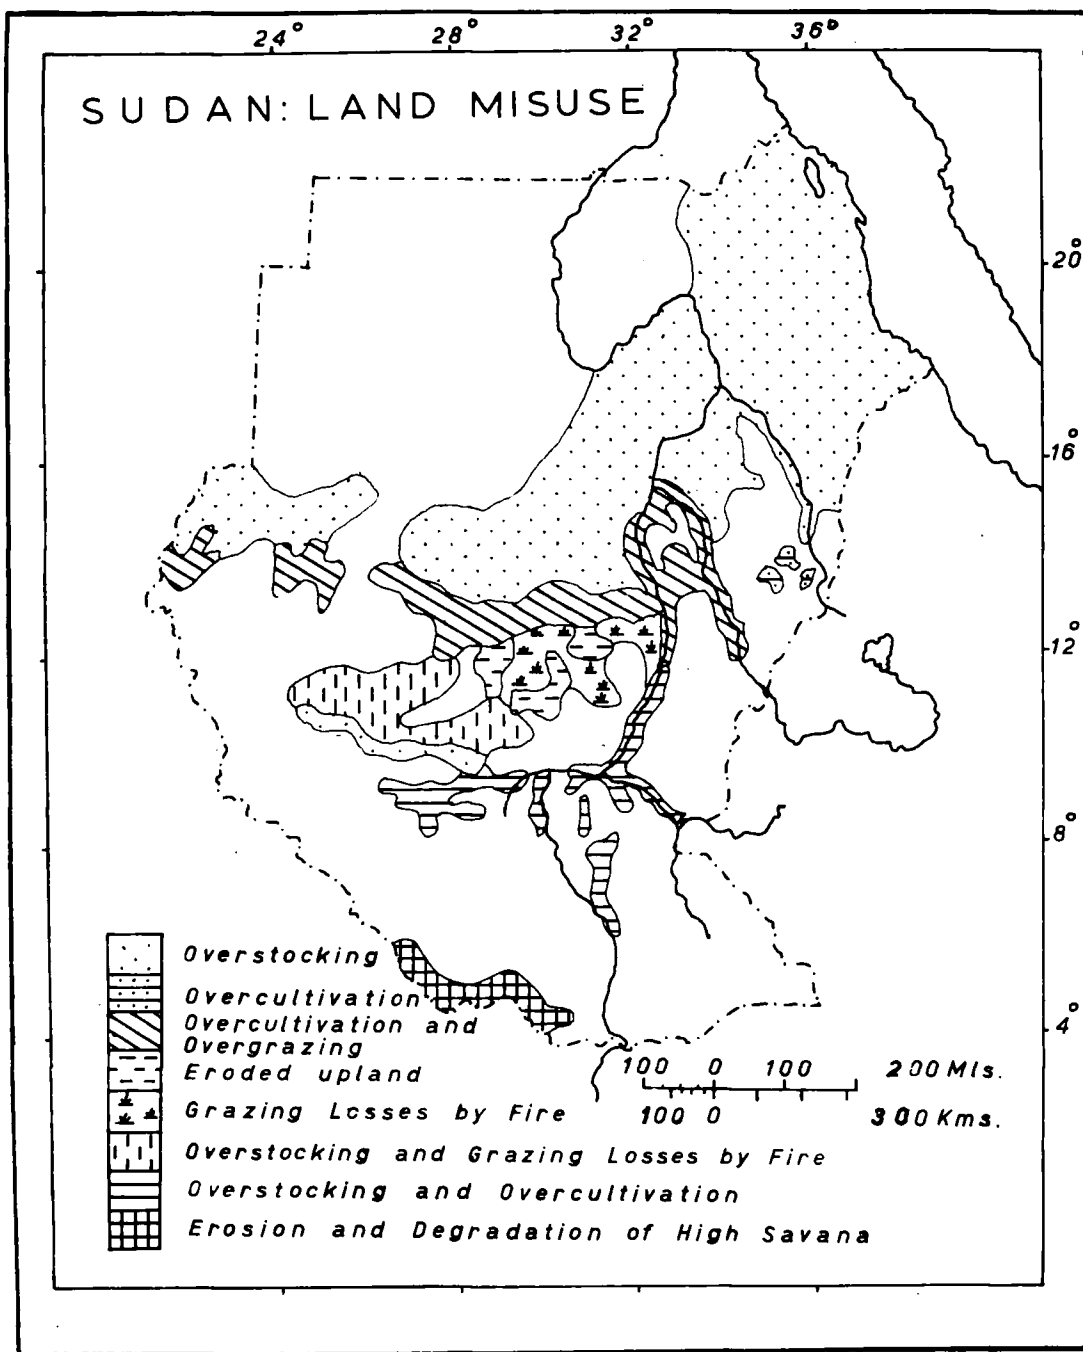 24° 28° 32° 36°
SUDAN: LAND MISUSE
20°
16°
12°
8°
4°
Overstocking
Overcultivation
Overcultivation and
Overgrazing
Eroded upland
Grazing Losses by Fire
Overstocking and Grazing Losses by Fire
Overstocking and Overcultivation
Erosion and Degradation of High Savana
100 0 100 200 Mls.
100 0 300 Kms.